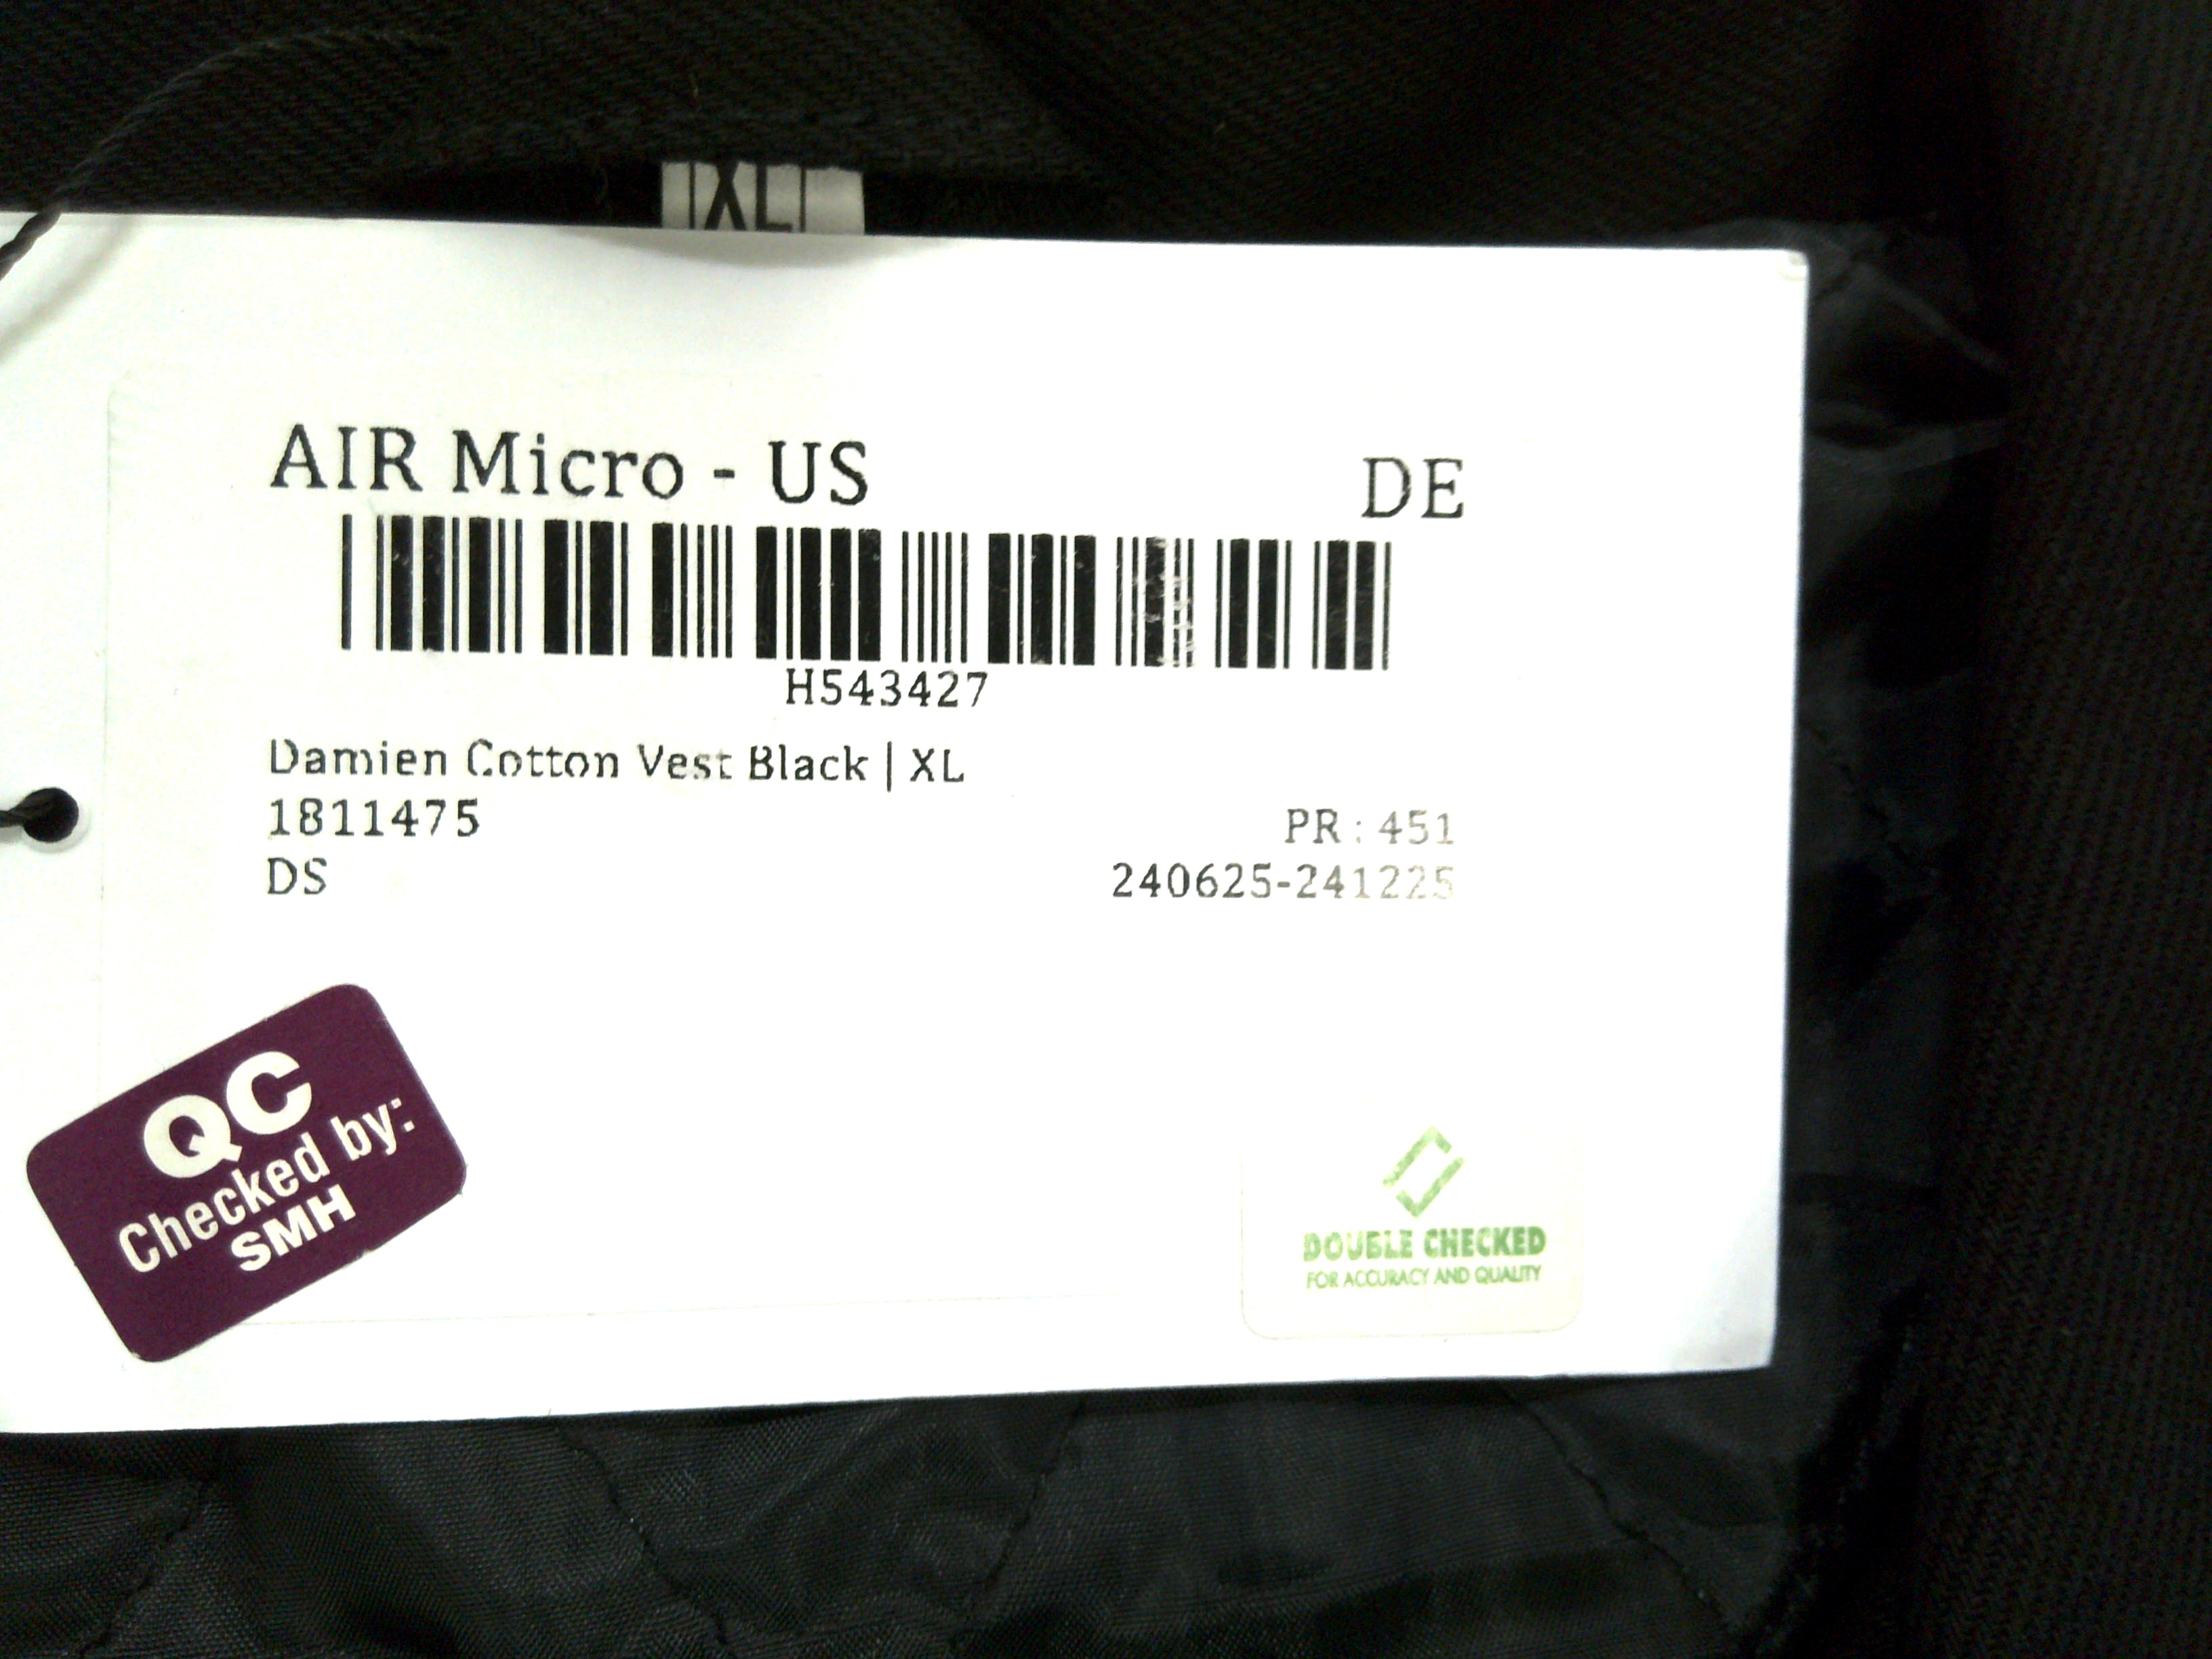 XL
AIR Micro - US
DE
H543427
Damien Cotton Vest Black | XL
1811475
PR : 451
DS
240625-241225
QC
Checked by:
SMH
DOUBLE CHECKED
FOR ACCURACY AND QUALITY